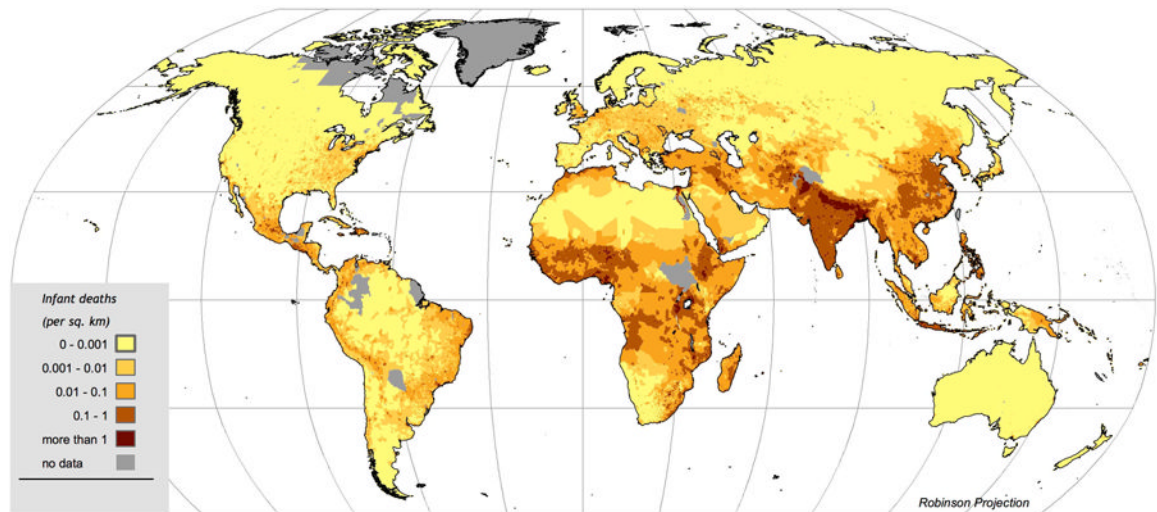 Infant deaths
(per sq. km)
0 - 0.001
0.001 - 0.01
0.01 - 0.1
0.1 - 1
more than 1
no data
Robinson Projection